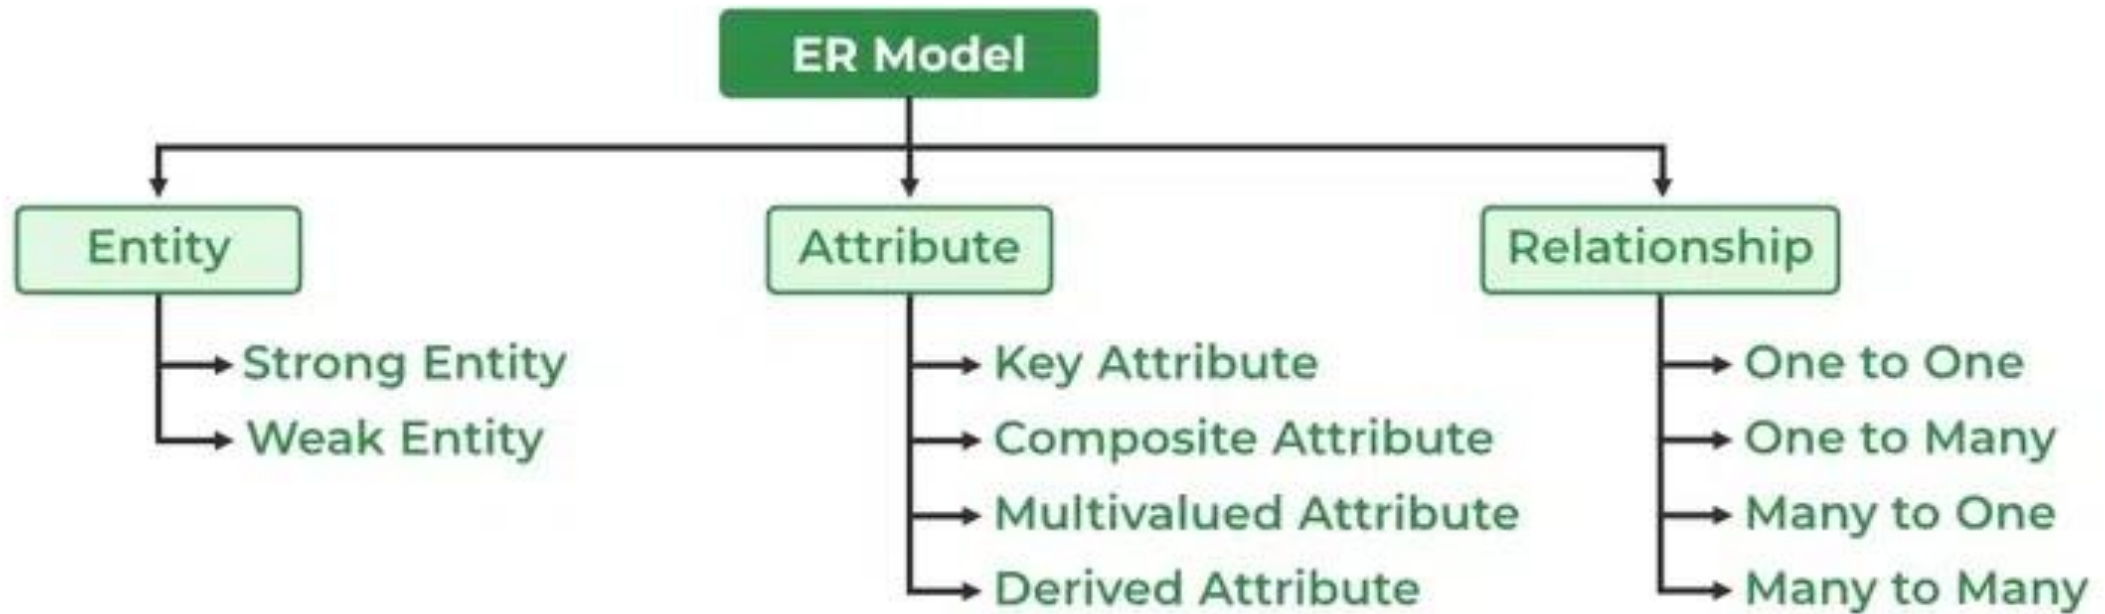 ER Model
Entity
Strong Entity
Weak Entity
Attribute
Key Attribute
Composite Attribute
Multivalued Attribute
Derived Attribute
Relationship
One to One
One to Many
Many to One
Many to Many